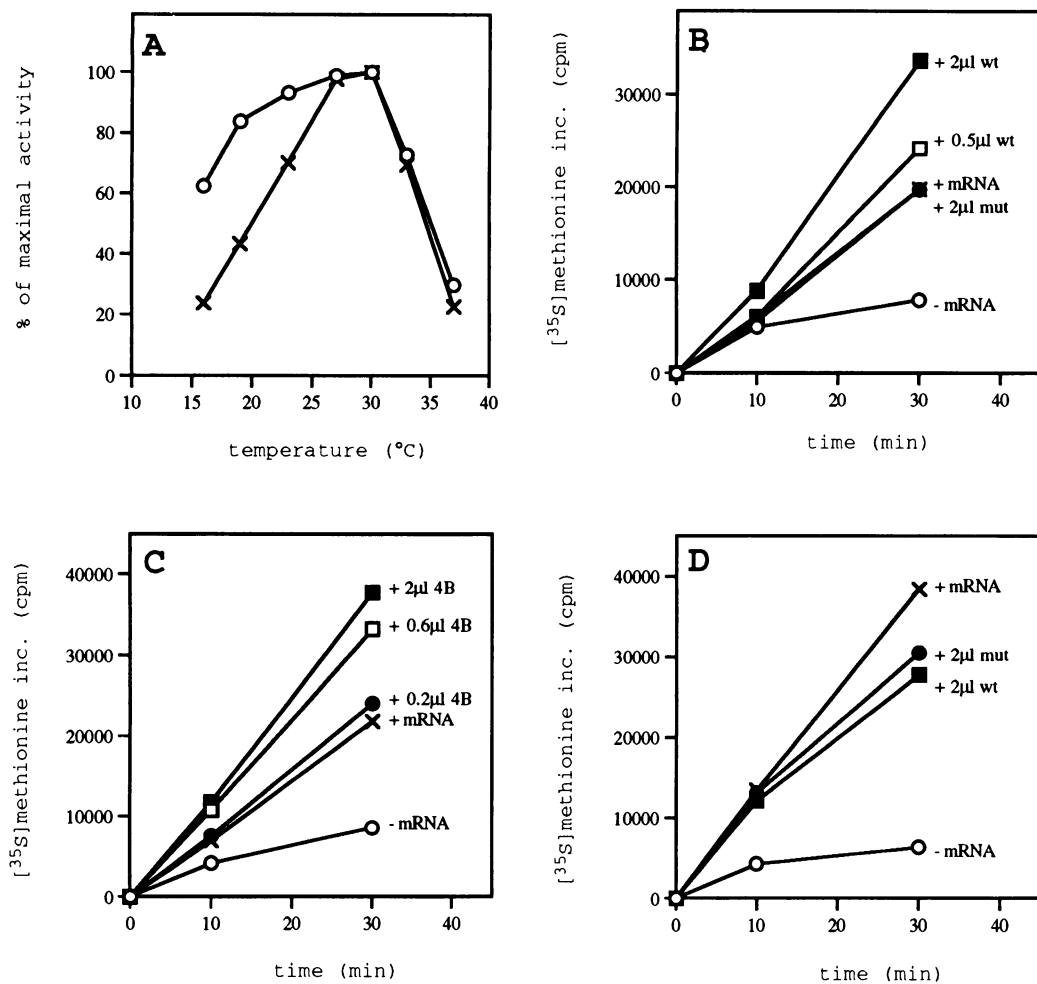 A
% of maximal activity
100
80
60
40
20
0
10
15
20
25
30
35
40
temperature (°C)
B
[³⁵S]methionine inc. (cpm)
30000
20000
10000
0
0
10
20
30
40
time (min)
+ 2µl wt
+ 0.5µl wt
+ mRNA
+ 2µl mut
- mRNA
C
[³⁵S]methionine inc. (cpm)
40000
30000
20000
10000
0
0
10
20
30
40
time (min)
+ 2µl 4B
+ 0.6µl 4B
+ 0.2µl 4B
+ mRNA
- mRNA
D
[³⁵S]methionine inc. (cpm)
40000
30000
20000
10000
0
0
10
20
30
40
time (min)
+ mRNA
+ 2µl mut
+ 2µl wt
- mRNA